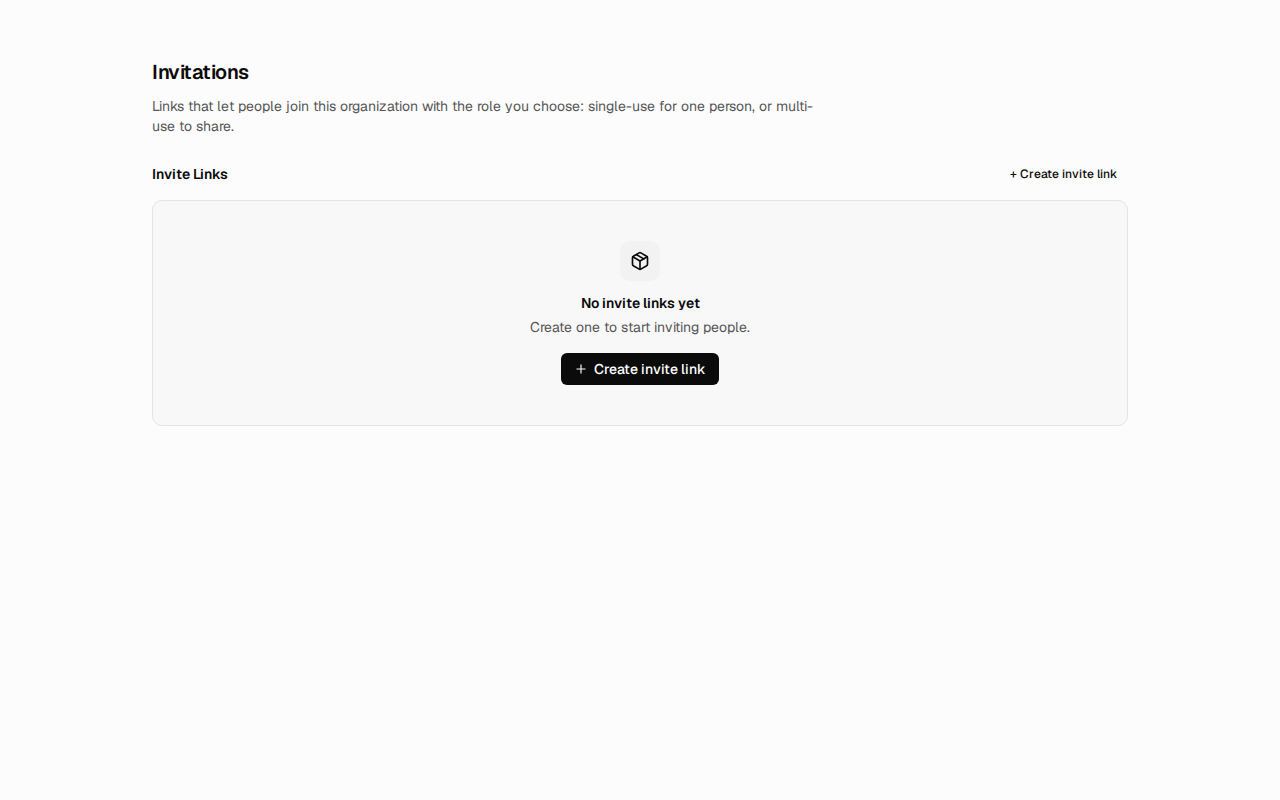 Invitations
Links that let people join this organization with the role you choose: single-use for one person, or multi-
use to share.
Invite Links
+ Create invite link
No invite links yet
Create one to start inviting people.
+ Create invite link